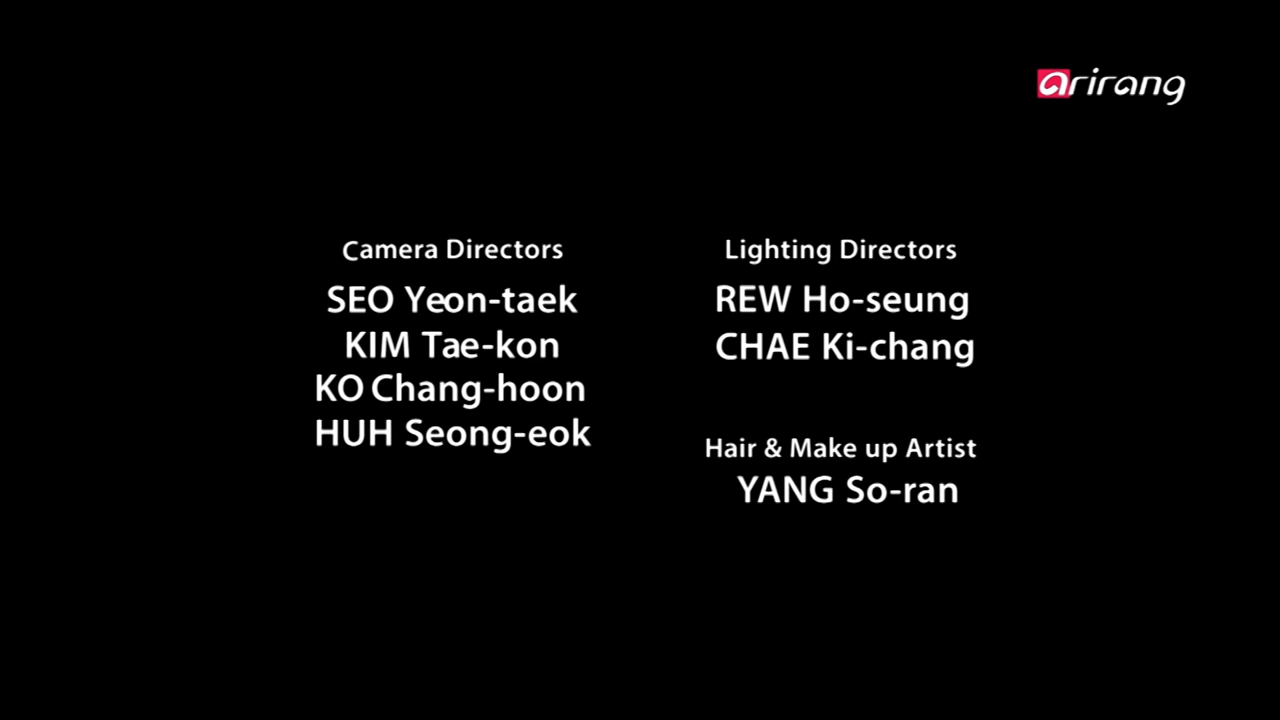 arirang
Camera Directors
SEO Yeon-taek
KIM Tae-kon
KO Chang-hoon
HUH Seong-eok
Lighting Directors
REW Ho-seung
CHAE Ki-chang
Hair & Make up Artist
YANG So-ran